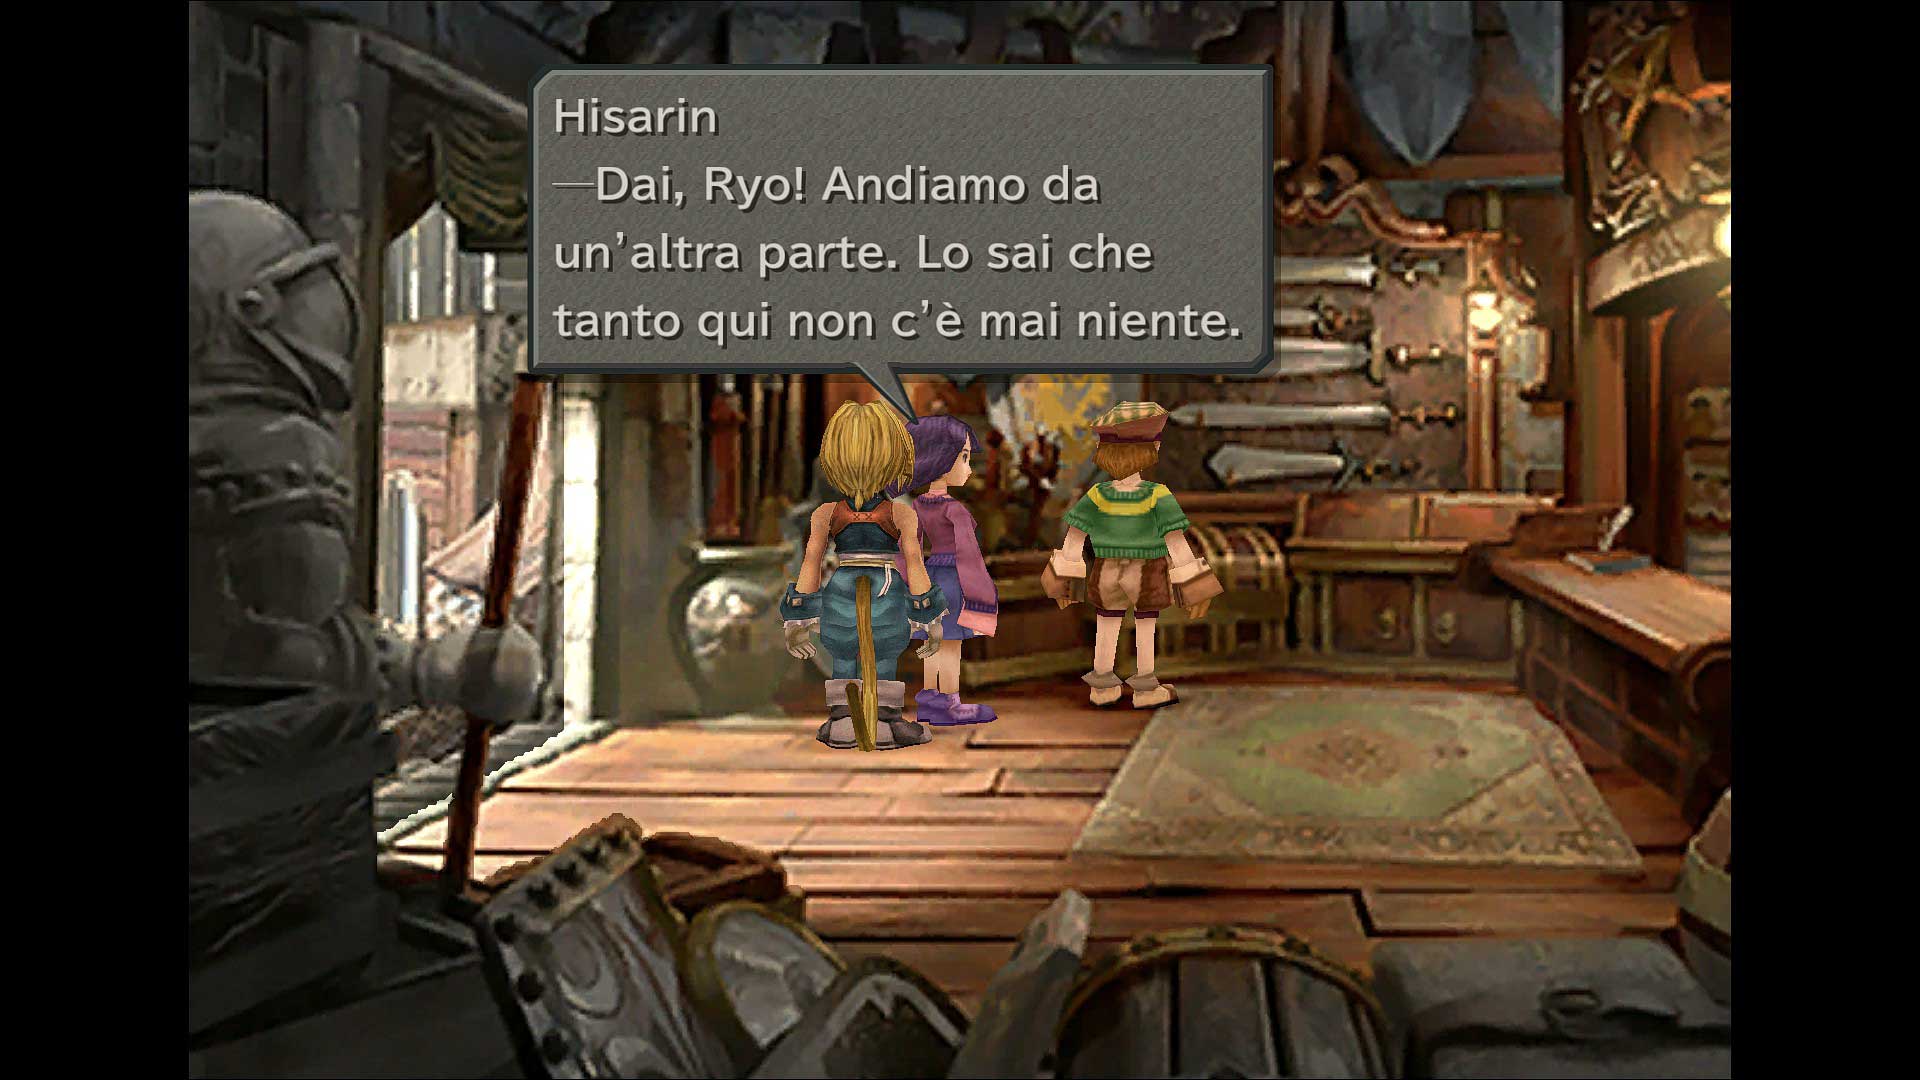 Hisarin
—Dai, Ryo! Andiamo da
un’altra parte. Lo sai che
tanto qui non c’è mai niente.